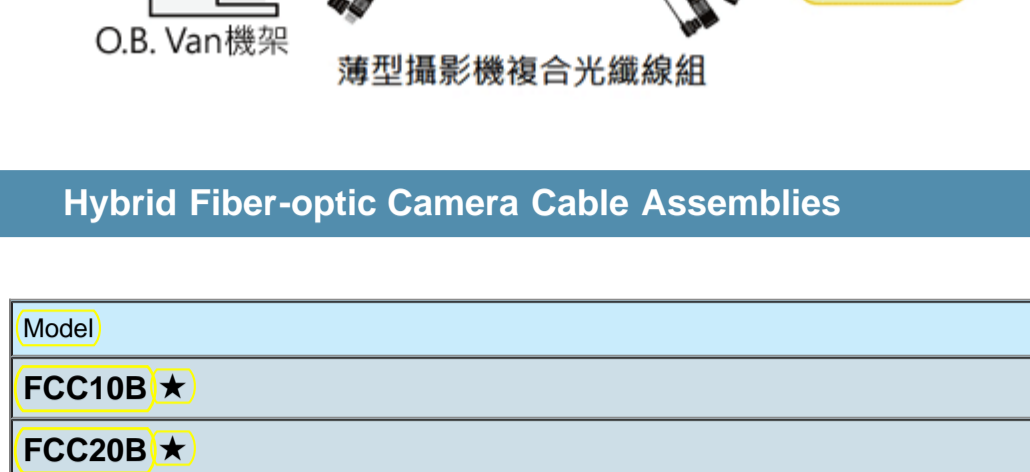 O.B. Van機架
薄型攝影機複合光纖線組
Hybrid Fiber-optic Camera Cable Assemblies
Model
FCC10B★
FCC20B★